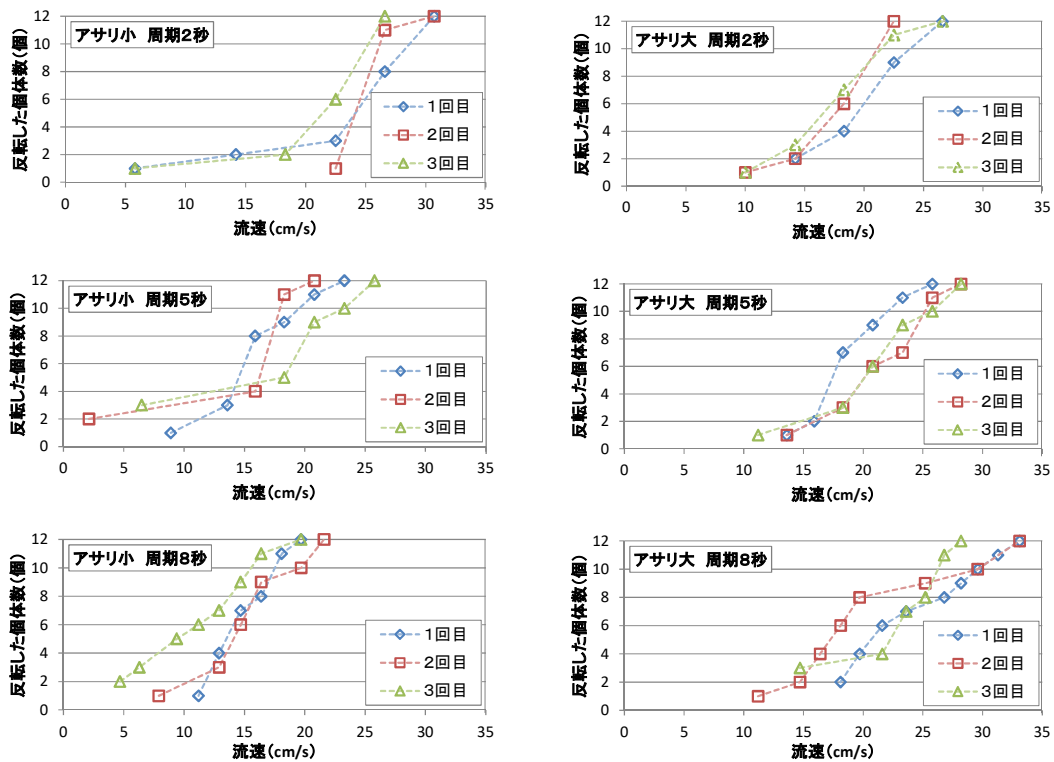 アサリ小 周期2秒
反転した個体数(個)
12
10
8
6
4
2
0
1回目
2回目
3回目
0 5 10 15 20 25 30 35
流速(cm/s)
アサリ大 周期2秒
反転した個体数(個)
12
10
8
6
4
2
0
1回目
2回目
3回目
0 5 10 15 20 25 30 35
流速(cm/s)
アサリ小 周期5秒
反転した個体数(個)
12
10
8
6
4
2
0
1回目
2回目
3回目
0 5 10 15 20 25 30 35
流速(cm/s)
アサリ大 周期5秒
反転した個体数(個)
12
10
8
6
4
2
0
1回目
2回目
3回目
0 5 10 15 20 25 30 35
流速(cm/s)
アサリ小 周期8秒
反転した個体数(個)
12
10
8
6
4
2
0
1回目
2回目
3回目
0 5 10 15 20 25 30 35
流速(cm/s)
アサリ大 周期8秒
反転した個体数(個)
12
10
8
6
4
2
0
1回目
2回目
3回目
0 5 10 15 20 25 30 35
流速(cm/s)